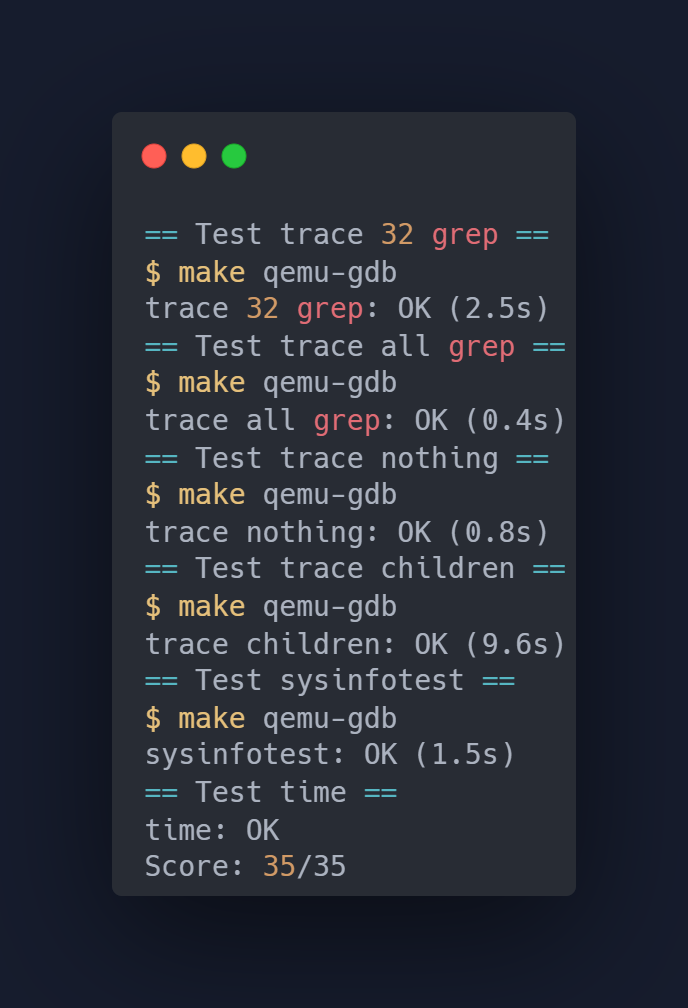 == Test trace 32 grep ==
$ make qemu-gdb
trace 32 grep: OK (2.5s)
== Test trace all grep ==
$ make qemu-gdb
trace all grep: OK (0.4s)
== Test trace nothing ==
$ make qemu-gdb
trace nothing: OK (0.8s)
== Test trace children ==
$ make qemu-gdb
trace children: OK (9.6s)
== Test sysinfotest ==
$ make qemu-gdb
sysinfotest: OK (1.5s)
== Test time ==
time: OK
Score: 35/35